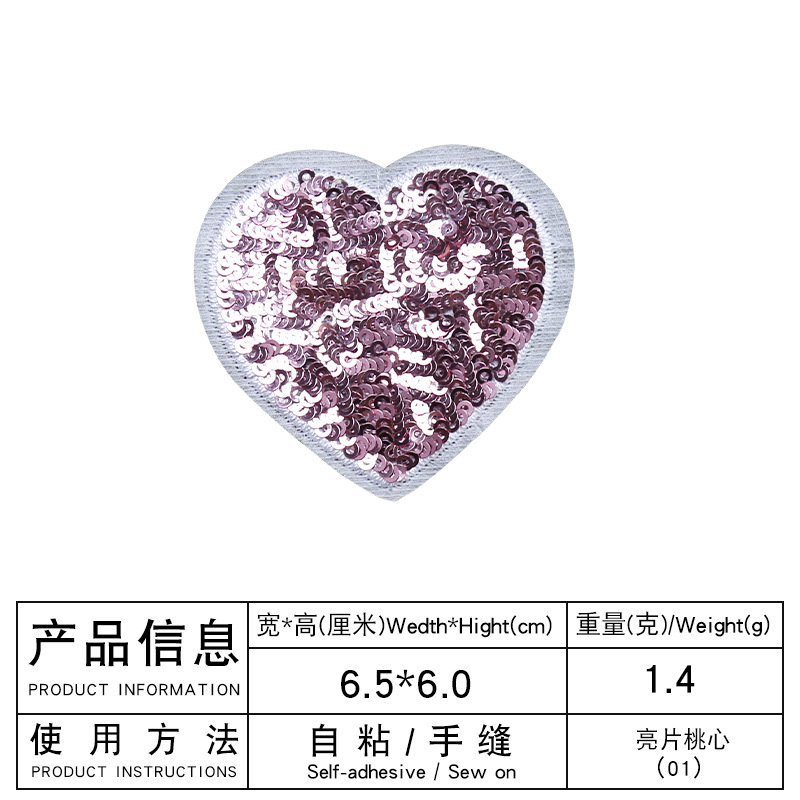 产品信息
PRODUCT INFORMATION
宽*高(厘米)Wedth*Hight(cm)
重量(克)/Weight(g)
6.5*6.0
1.4
使用方法
PRODUCT INSTRUCTIONS
自粘/手缝
Self-adhesive / Sew on
亮片桃心
(01)